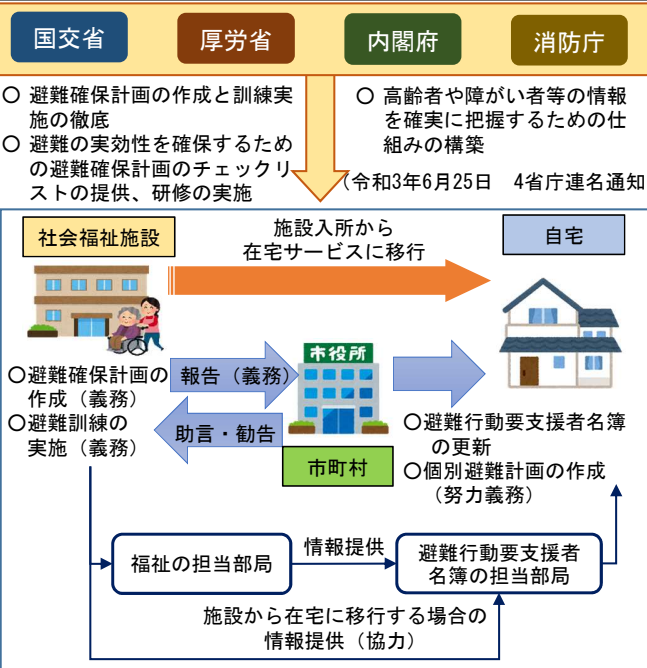 国交省
厚労省
内閣府
消防庁
〇 避難確保計画の作成と訓練実
施の徹底
〇 避難の実効性を確保するため
の避難確保計画のチェックリ
ストの提供、研修の実施
〇 高齢者や障がい者等の情報
を確実に把握するための仕
組みの構築
(令和3年6月25日 4省庁連名通知
社会福祉施設
施設入所から
在宅サービスに移行
自宅
市役所
報告(義務)
助言・勧告
市町村
〇避難確保計画の
作成(義務)
〇避難訓練の
実施(義務)
〇避難行動要支援者名簿
の更新
〇個別避難計画の作成
(努力義務)
福祉の担当部局
情報提供
避難行動要支援者
名簿の担当部局
施設から在宅に移行する場合の
情報提供(協力)